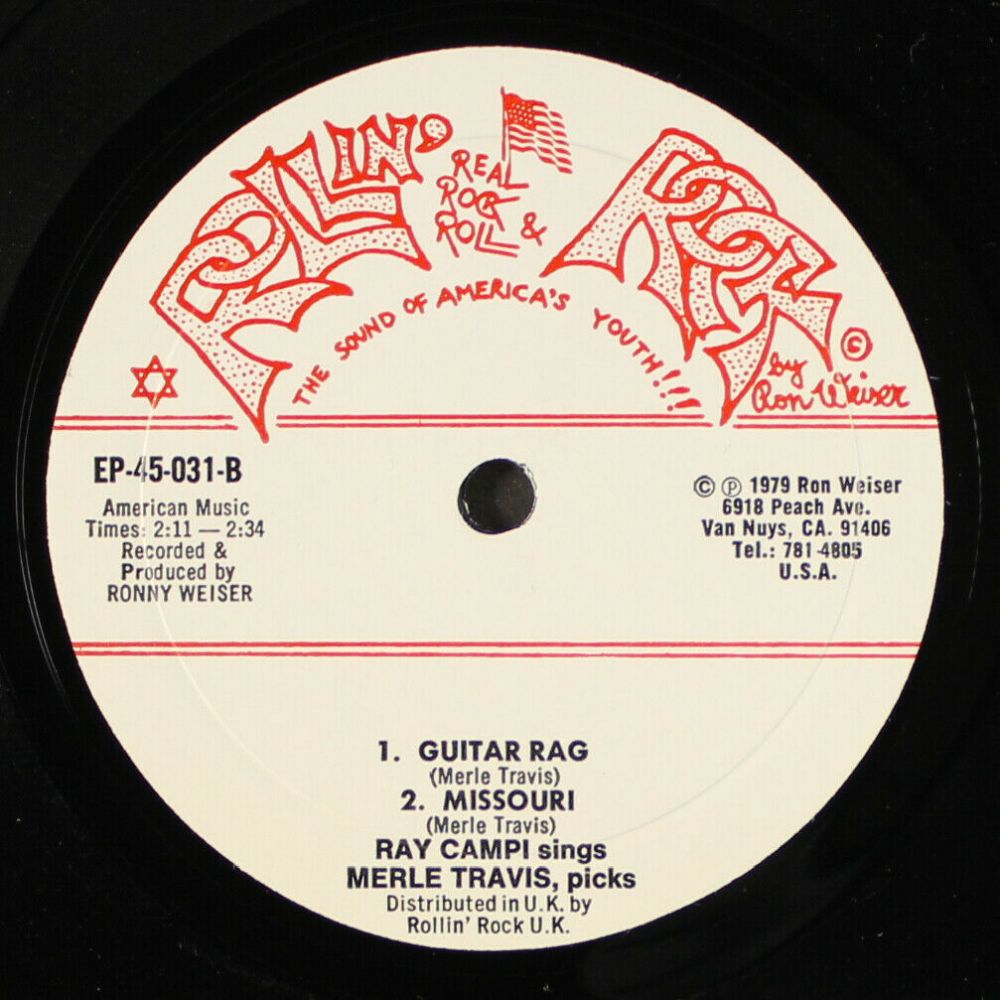 ROLLIN' ROCK
REAL
ROCK
ROLL &
THE SOUND OF AMERICA'S YOUTH!!!
©
by
Ron Weiser
EP-45-031-B
American Music
Times: 2:11 — 2:34
Recorded &
Produced by
RONNY WEISER
© ℗ 1979 Ron Weiser
6918 Peach Ave.
Van Nuys, CA. 91406
Tel.: 781-4805
U.S.A.
1. GUITAR RAG
(Merle Travis)
2. MISSOURI
(Merle Travis)
RAY CAMPI sings
MERLE TRAVIS, picks
Distributed in U.K. by
Rollin' Rock U.K.